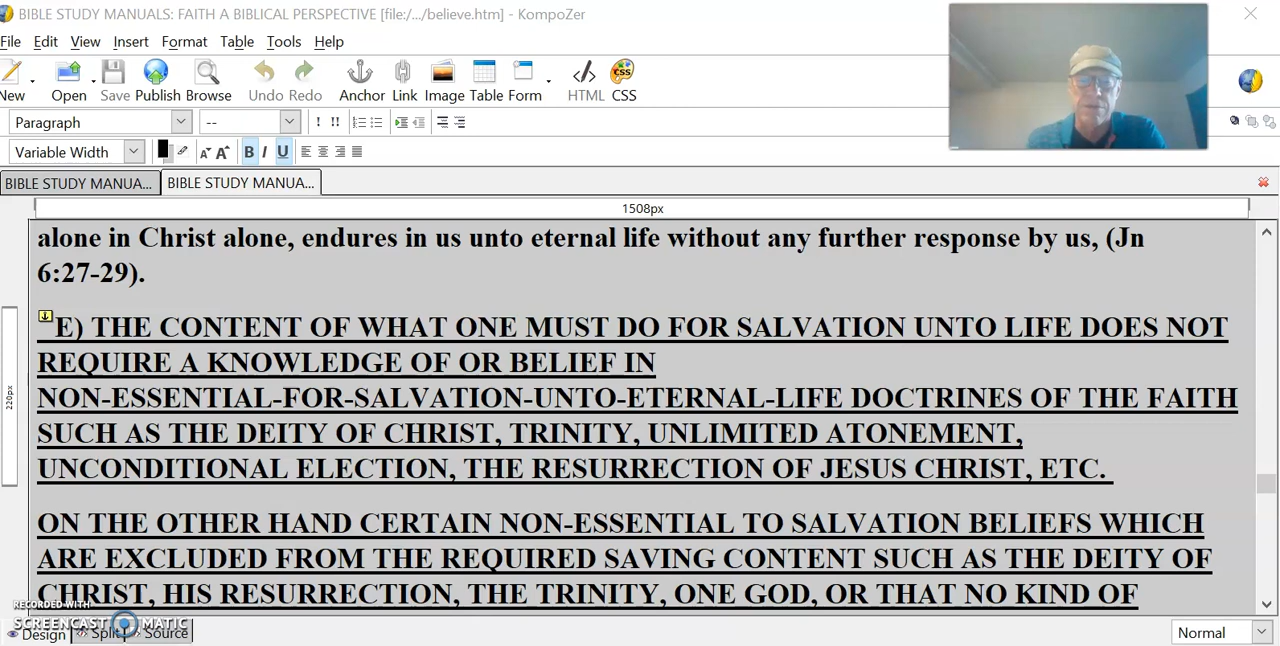 BIBLE STUDY MANUALS: FAITH A BIBLICAL PERSPECTIVE [file:/.../believe.htm] - KompoZer
File Edit View Insert Format Table Tools Help
New Open Save Publish Browse Undo Redo Anchor Link Image Table Form HTML CSS
Paragraph -- ! !!
Variable Width B I U
BIBLE STUDY MANUA... BIBLE STUDY MANUA...
1508px
220px
alone in Christ alone, endures in us unto eternal life without any further response by us, (Jn
6:27-29).
E) THE CONTENT OF WHAT ONE MUST DO FOR SALVATION UNTO LIFE DOES NOT
REQUIRE A KNOWLEDGE OF OR BELIEF IN
NON-ESSENTIAL-FOR-SALVATION-UNTO-ETERNAL-LIFE DOCTRINES OF THE FAITH
SUCH AS THE DEITY OF CHRIST, TRINITY, UNLIMITED ATONEMENT,
UNCONDITIONAL ELECTION, THE RESURRECTION OF JESUS CHRIST, ETC.
ON THE OTHER HAND CERTAIN NON-ESSENTIAL TO SALVATION BELIEFS WHICH
ARE EXCLUDED FROM THE REQUIRED SAVING CONTENT SUCH AS THE DEITY OF
CHRIST, HIS RESURRECTION, THE TRINITY, ONE GOD, OR THAT NO KIND OF
RECORDED WITH
SCREENCAST MATIC
Design Split Source
Normal